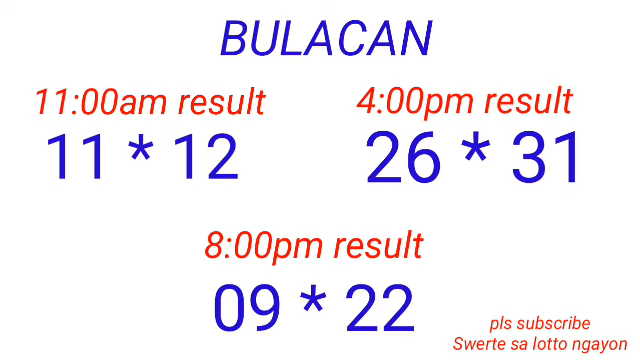 BULACAN
11:00am result
11 * 12
4:00pm result
26 * 31
8:00pm result
09 * 22
pls subscribe
Swerte sa lotto ngayon